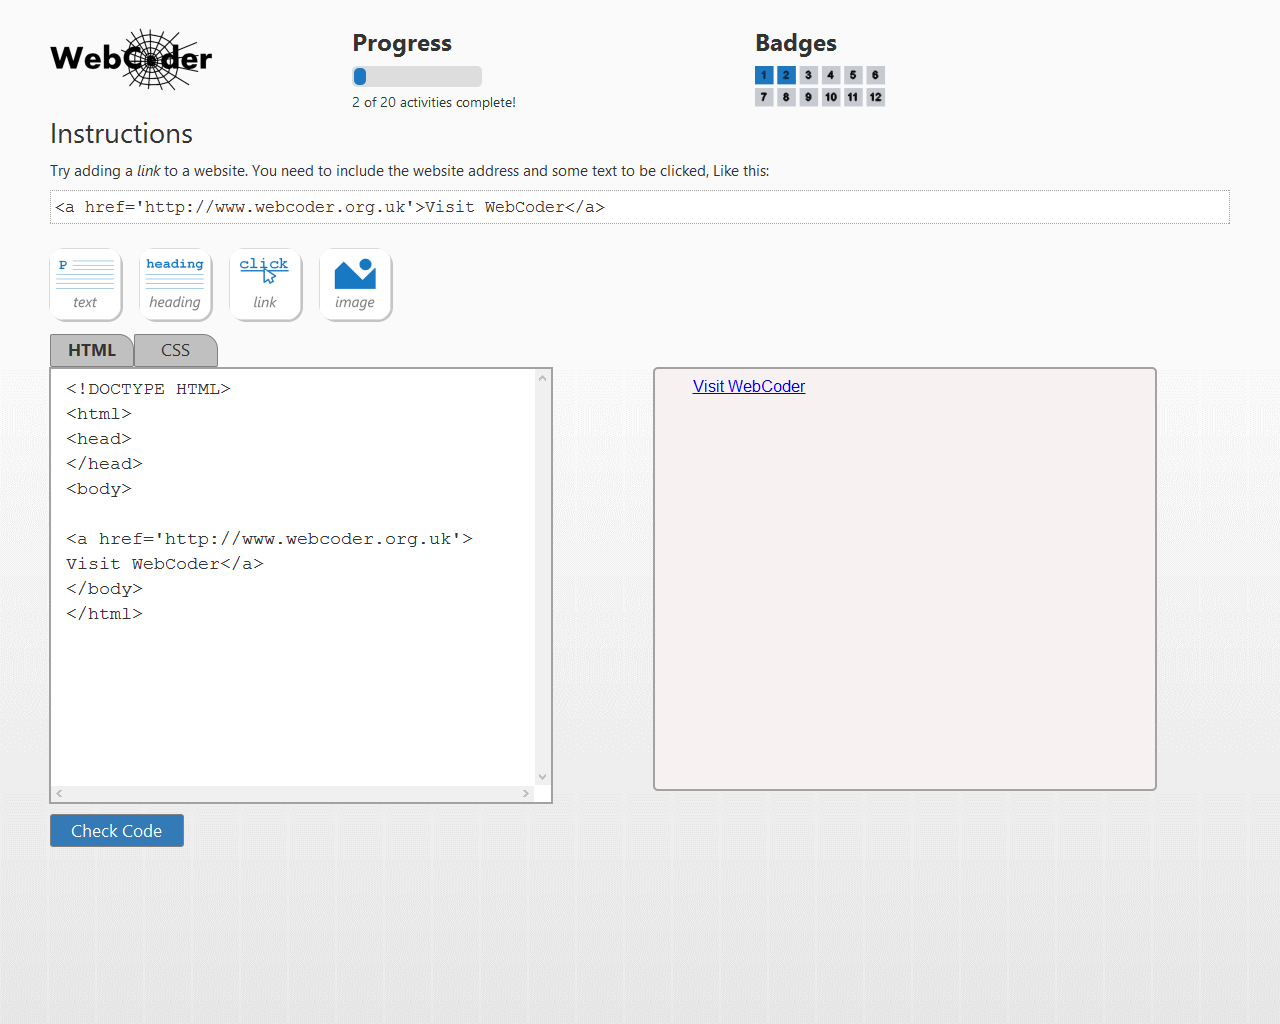 WebCoder
Progress
2 of 20 activities complete!
Badges
1 2 3 4 5 6
7 8 9 10 11 12
Instructions
Try adding a link to a website. You need to include the website address and some text to be clicked, Like this:
<a href='http://www.webcoder.org.uk'>Visit WebCoder</a>
P
text
heading
heading
click
link
image
HTML
CSS
<!DOCTYPE HTML>
<html>
<head>
</head>
<body>
<a href='http://www.webcoder.org.uk'>
Visit WebCoder</a>
</body>
</html>
Visit WebCoder
Check Code